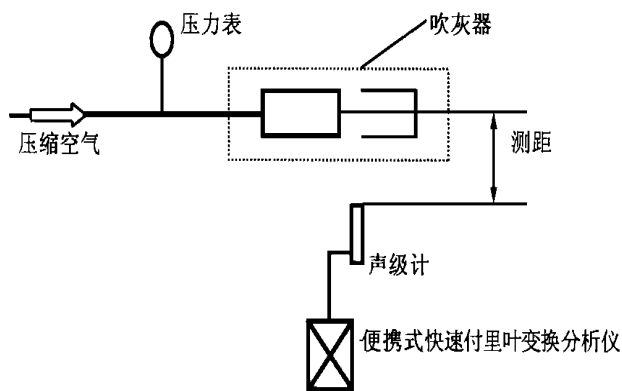 压力表
吹灰器
压缩空气
测距
声级计
便携式快速付里叶变换分析仪